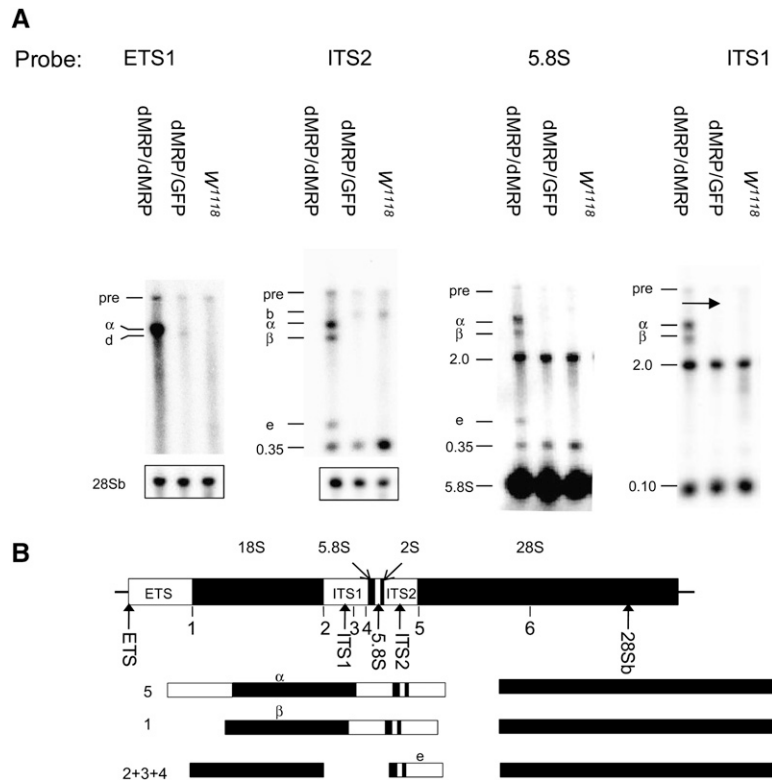 A
Probe: ETS1 ITS2 5.8S ITS1
dMRP/dMRP dMRP/GFP W1118 dMRP/dMRP dMRP/GFP W1118 dMRP/dMRP dMRP/GFP W1118 dMRP/dMRP dMRP/GFP W1118
pre
α
d
28Sb
pre
b
α
β
e
0.35
pre
α
β
2.0
e
0.35
5.8S
pre
α
β
2.0
0.10
B
18S 5.8S 2S 28S
ETS ITS1 ITS2
1 2 3 4 5 6
ETS ITS1 5.8S ITS2 28Sb
α
5
β
1
e
2+3+4